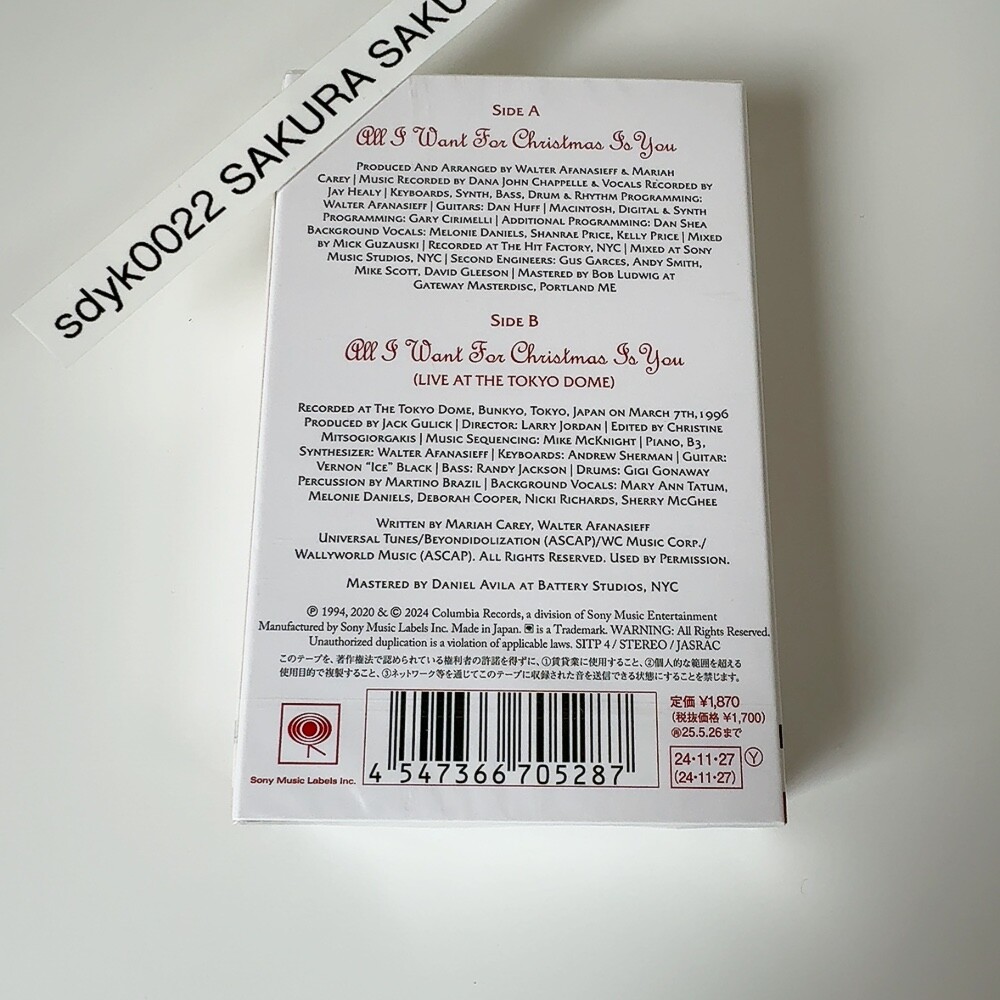 sdyk0022 SAKURA SAKU
SIDE A
All I Want For Christmas Is You
PRODUCED AND ARRANGED BY WALTER AFANASIEFF & MARIAH
CAREY | MUSIC RECORDED BY DANA JOHN CHAPPELLE & VOCALS RECORDED BY
JAY HEALY | KEYBOARDS, SYNTH, BASS, DRUM & RHYTHM PROGRAMMING:
WALTER AFANASIEFF | GUITARS: DAN HUFF | MACINTOSH, DIGITAL & SYNTH
PROGRAMMING: GARY CIRIMELLI | ADDITIONAL PROGRAMMING: DAN SHEA
BACKGROUND VOCALS: MELONIE DANIELS, SHANRAE PRICE, KELLY PRICE | MIXED
BY MICK GUZAUSKI | RECORDED AT THE HIT FACTORY, NYC | MIXED AT SONY
MUSIC STUDIOS, NYC | SECOND ENGINEERS: GUS GARCES, ANDY SMITH,
MIKE SCOTT, DAVID GLEESON | MASTERED BY BOB LUDWIG AT
GATEWAY MASTERDISC, PORTLAND ME
SIDE B
All I Want For Christmas Is You
(LIVE AT THE TOKYO DOME)
RECORDED AT THE TOKYO DOME, BUNKYO, TOKYO, JAPAN ON MARCH 7TH, 1996
PRODUCED BY JACK GULICK | DIRECTOR: LARRY JORDAN | EDITED BY CHRISTINE
MITSOGIORGAKIS | MUSIC SEQUENCING: MIKE MCKNIGHT | PIANO, B3,
SYNTHESIZER: WALTER AFANASIEFF | KEYBOARDS: ANDREW SHERMAN | GUITAR:
VERNON "ICE" BLACK | BASS: RANDY JACKSON | DRUMS: GIGI GONAWAY
PERCUSSION BY MARTINO BRAZIL | BACKGROUND VOCALS: MARY ANN TATUM,
MELONIE DANIELS, DEBORAH COOPER, NICKI RICHARDS, SHERRY MCGHEE
WRITTEN BY MARIAH CAREY, WALTER AFANASIEFF
UNIVERSAL TUNES/BEYONDIDOLIZATION (ASCAP)/WC MUSIC CORP./
WALLYWORLD MUSIC (ASCAP). ALL RIGHTS RESERVED. USED BY PERMISSION.
MASTERED BY DANIEL AVILA AT BATTERY STUDIOS, NYC
℗ 1994, 2020 & © 2024 Columbia Records, a division of Sony Music Entertainment
Manufactured by Sony Music Labels Inc. Made in Japan. is a Trademark. WARNING: All Rights Reserved.
Unauthorized duplication is a violation of applicable laws. SITP 4 / STEREO / JASRAC
このテープを、著作権法で認められている権利者の許諾を得ずに、①賃貸業に使用すること、②個人的な範囲を超える
使用目的で複製すること、③ネットワーク等を通じてこのテープに収録された音を送信できる状態にすることを禁じます。
Sony Music Labels Inc.
4 547366 705287
定価 ¥1,870
(税抜価格 ¥1,700)
㋄25.5.26まで
24・11・27
(24・11・27)
Ⓨ